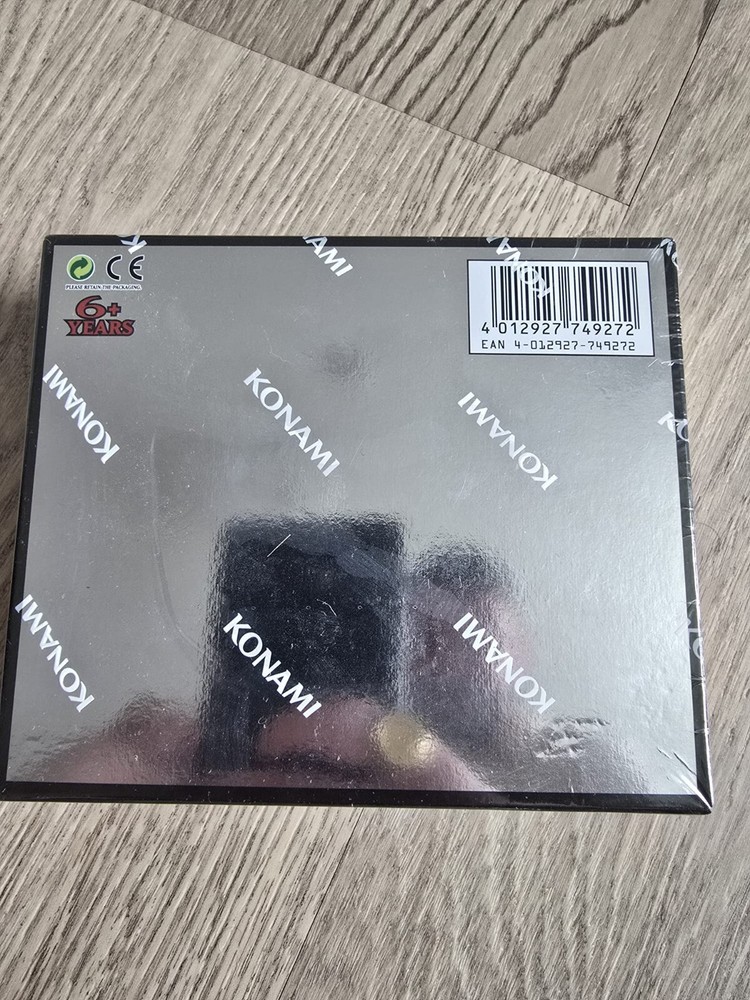 KONAMI
CE
PLEASE RETAIN THE PACKAGING.
6+
YEARS
4 012927 749272
EAN 4-012927-749272
KONAMI
KONAMI
KONAMI
KONAMI
KONAMI
KONAMI